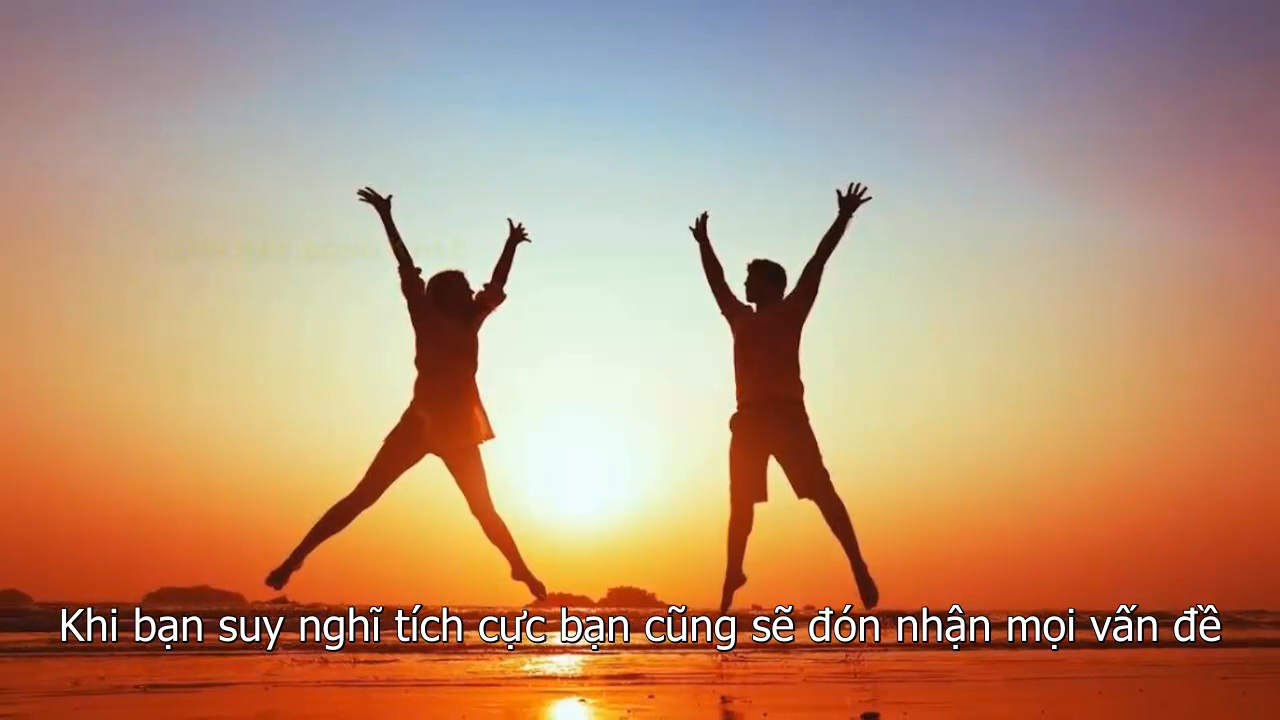 Khi bạn suy nghĩ tích cực bạn cũng sẽ đón nhận mọi vấn đề